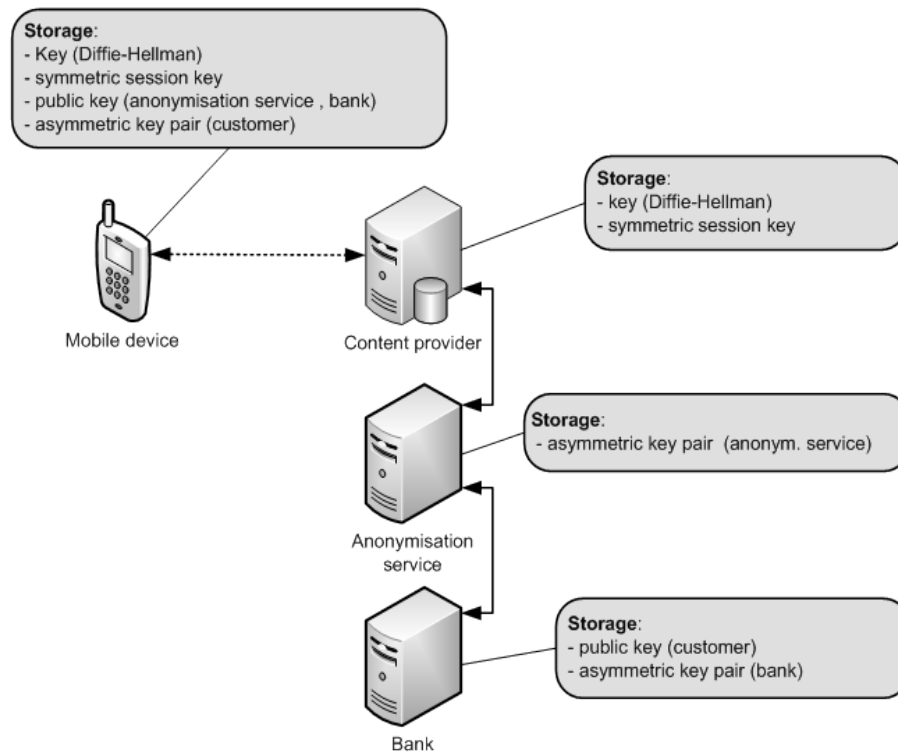 Storage:
- Key (Diffie-Hellman)
- symmetric session key
- public key (anonymisation service , bank)
- asymmetric key pair (customer)
Storage:
- key (Diffie-Hellman)
- symmetric session key
Mobile device
Content provider
Storage:
- asymmetric key pair (anonym. service)
Anonymisation
service
Storage:
- public key (customer)
- asymmetric key pair (bank)
Bank